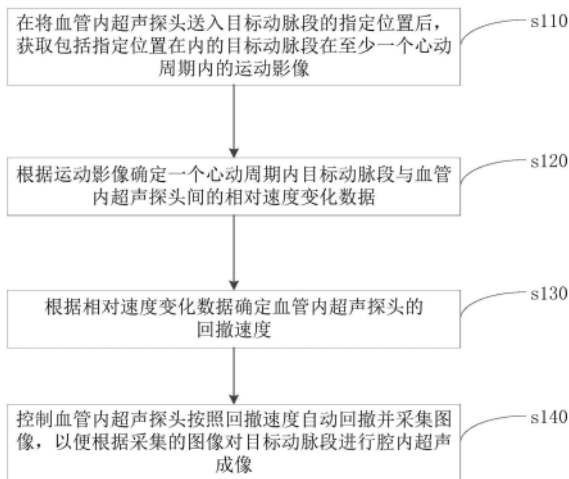 在将血管内超声探头送入目标动脉段的指定位置后，
获取包括指定位置在内的目标动脉段在至少一个心动
周期内的运动影像
s110
根据运动影像确定一个心动周期内目标动脉段与血管
内超声探头间的相对速度变化数据
s120
根据相对速度变化数据确定血管内超声探头的
回撤速度
s130
控制血管内超声探头按照回撤速度自动回撤并采集图
像，以便根据采集的图像对目标动脉段进行腔内超声
成像
s140